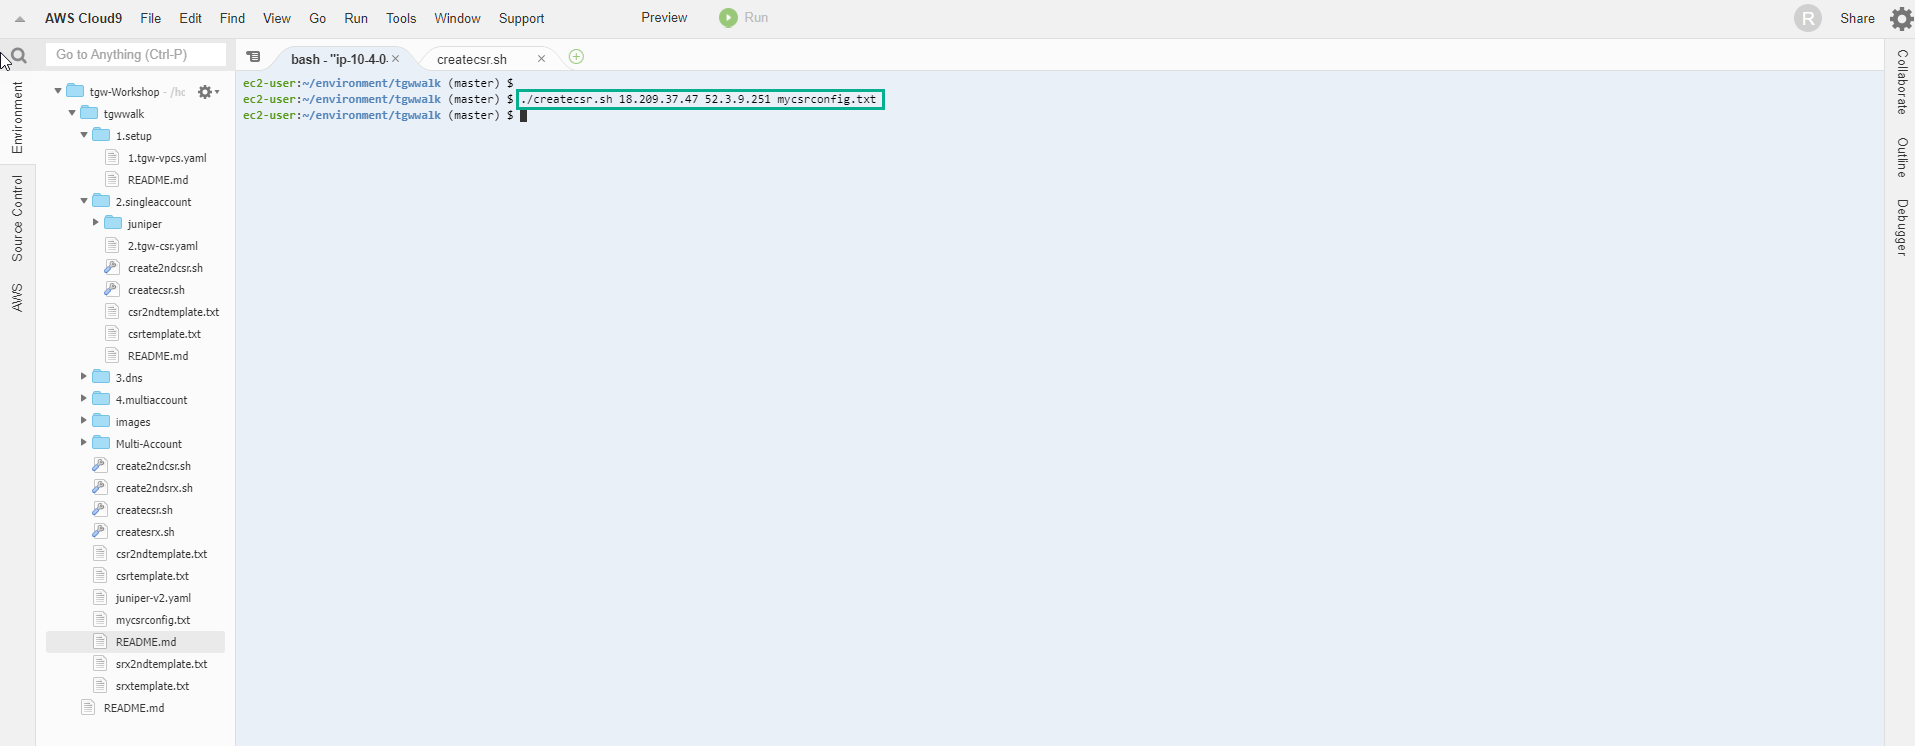 AWS Cloud9 File Edit Find View Go Run Tools Window Support Preview Run R Share
Go to Anything (Ctrl-P)
bash - "ip-10-4-0- × createcsr.sh ×
Environment
Source Control
AWS
tgw-Workshop - /hc
tgwwalk
1.setup
1.tgw-vpcs.yaml
README.md
2.singleaccount
juniper
2.tgw-csr.yaml
create2ndcsr.sh
createcsr.sh
csr2ndtemplate.txt
csrtemplate.txt
README.md
3.dns
4.multiaccount
images
Multi-Account
create2ndcsr.sh
create2ndsrx.sh
createcsr.sh
createsrx.sh
csr2ndtemplate.txt
csrtemplate.txt
juniper-v2.yaml
mycsrconfig.txt
README.md
srx2ndtemplate.txt
srxtemplate.txt
README.md
ec2-user:~/environment/tgwwalk (master) $
ec2-user:~/environment/tgwwalk (master) $ ./createcsr.sh 18.209.37.47 52.3.9.251 mycsrconfig.txt
ec2-user:~/environment/tgwwalk (master) $
Collaborate
Outline
Debugger